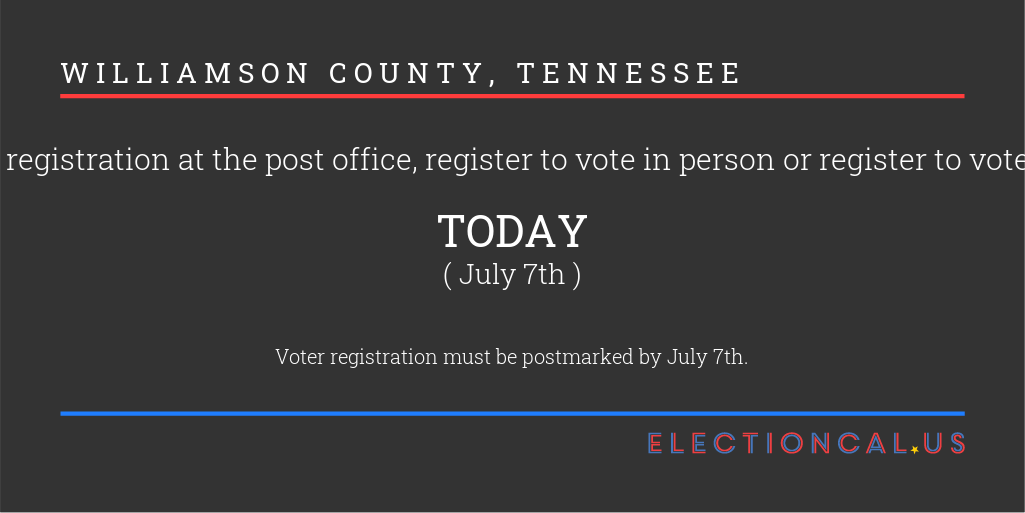 WILLIAMSON COUNTY, TENNESSEE
registration at the post office, register to vote in person or register to vote
TODAY
( July 7th )
Voter registration must be postmarked by July 7th.
ELECTIONCAL.US